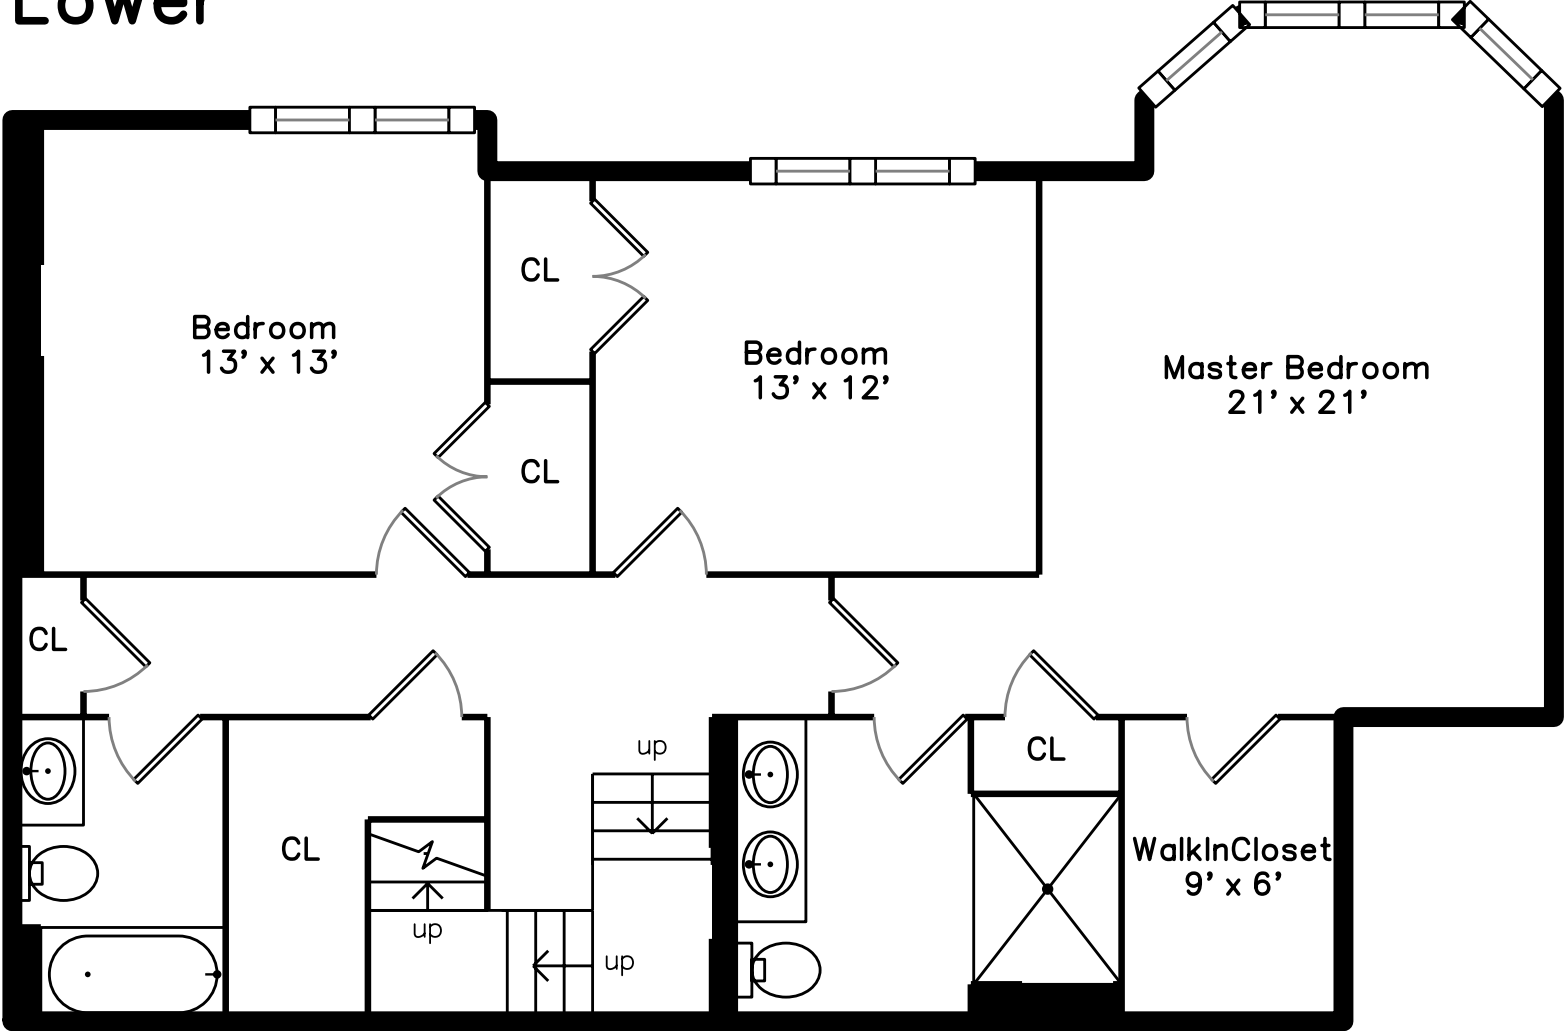 Lower
CL
Bedroom
13' x 13'
Bedroom
13' x 12'
Master Bedroom
21' x 21'
CL
CL
up
CL
CL
WalkInCloset
9' x 6'
up
up